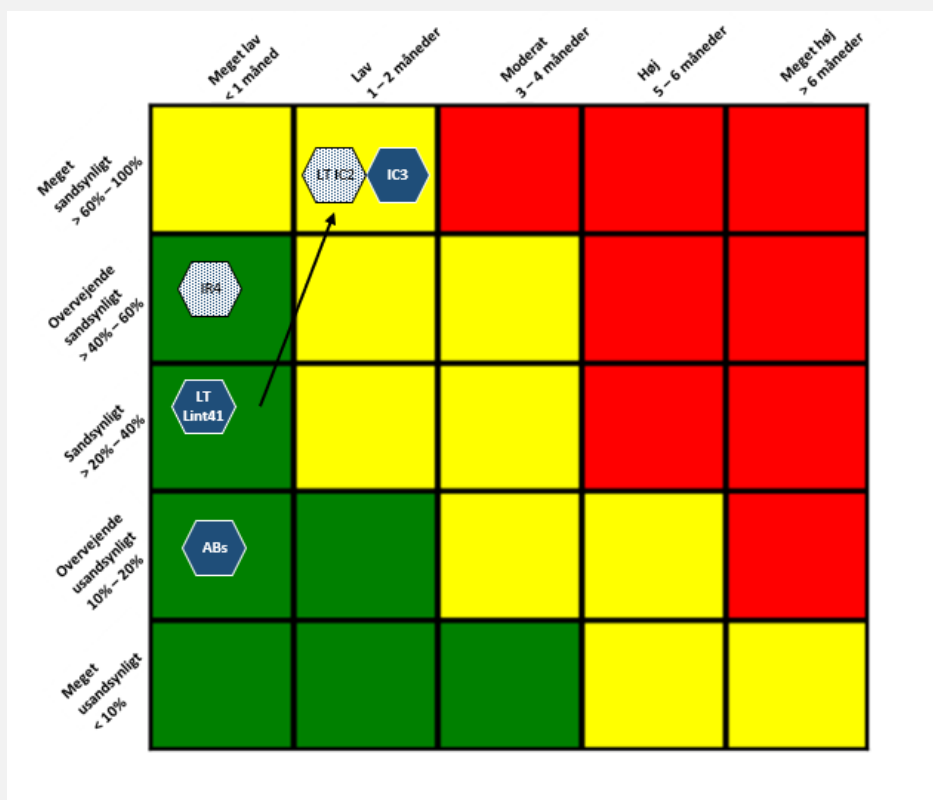 Meget lav
< 1 måned
Lav
1 – 2 måneder
Moderat
3 – 4 måneder
Høj
5 – 6 måneder
Meget høj
> 6 måneder
Meget
sandsynligt
> 60% – 100%
LT IC2
IC3
Overvejende
sandsynligt
> 40% – 60%
IR4
Sandsynligt
> 20% – 40%
LT
Lint41
Overvejende
usandsynligt
10% – 20%
ABs
Meget
usandsynligt
< 10%